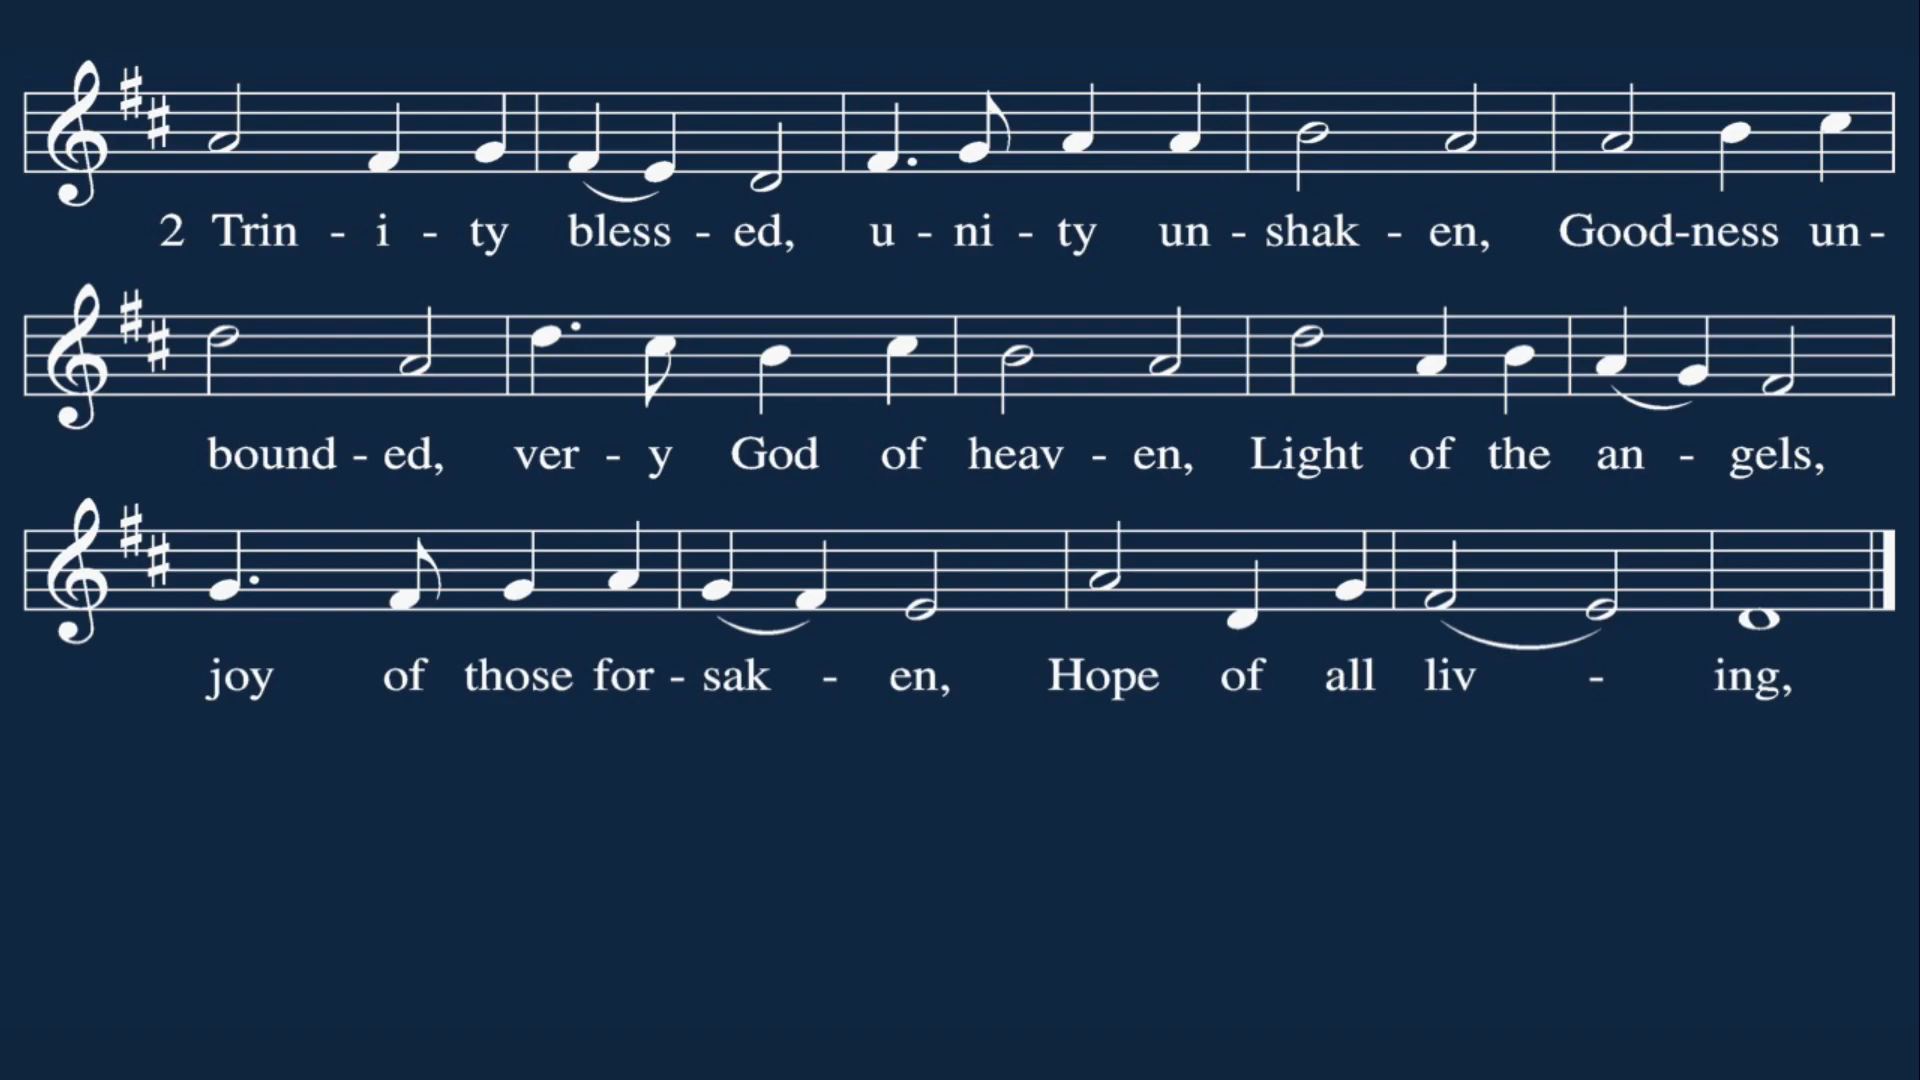 2 Trin - i - ty bless - ed, u - ni - ty un - shak - en, Good-ness un -
bound - ed, ver - y God of heav - en, Light of the an - gels,
joy of those for - sak - en, Hope of all liv - ing,